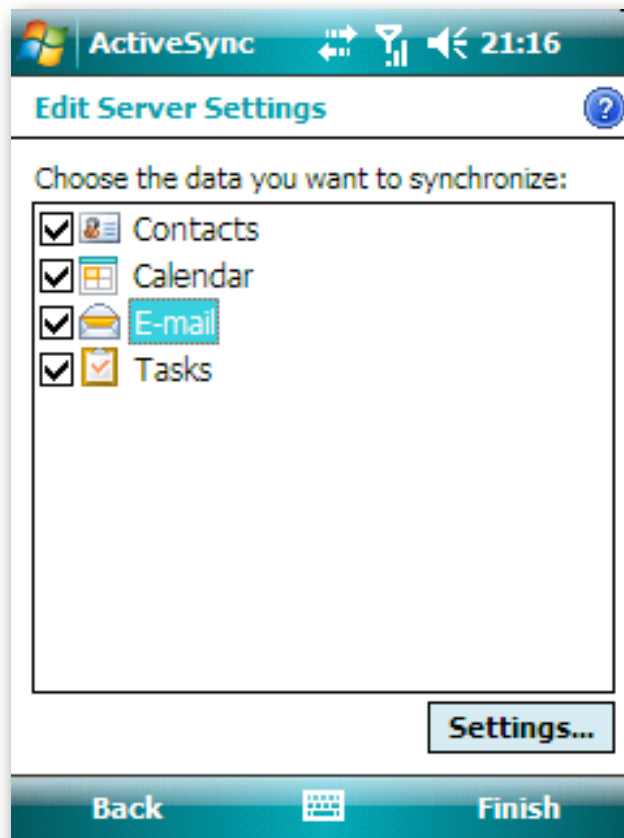 ActiveSync 21:16
Edit Server Settings ?
Choose the data you want to synchronize:
Contacts
Calendar
E-mail
Tasks
Settings...
Back Finish